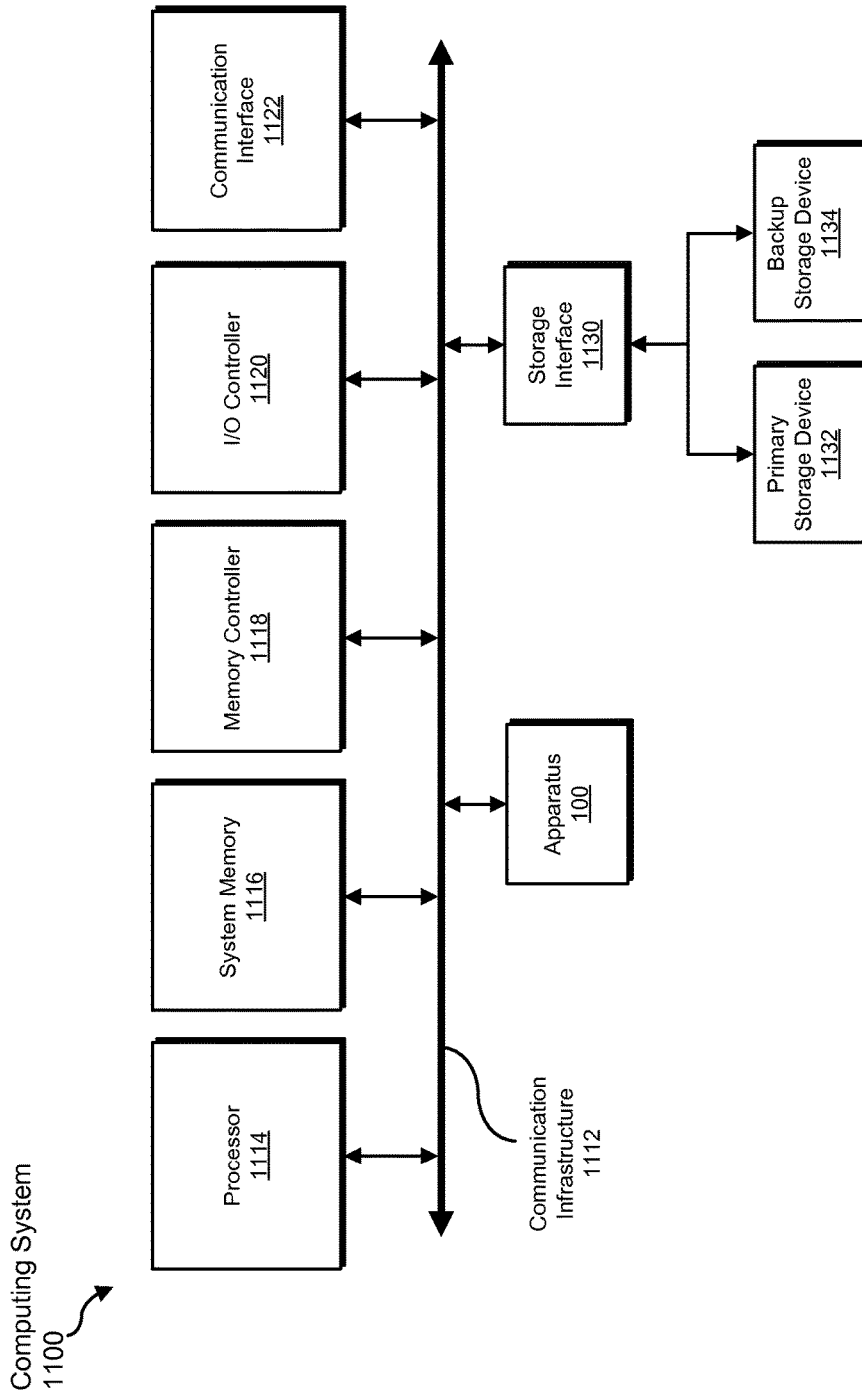 Computing System
1100
Processor
1114
System Memory
1116
Memory Controller
1118
I/O Controller
1120
Communication
Interface
1122
Communication
Infrastructure
1112
Apparatus
100
Storage
Interface
1130
Primary
Storage Device
1132
Backup
Storage Device
1134